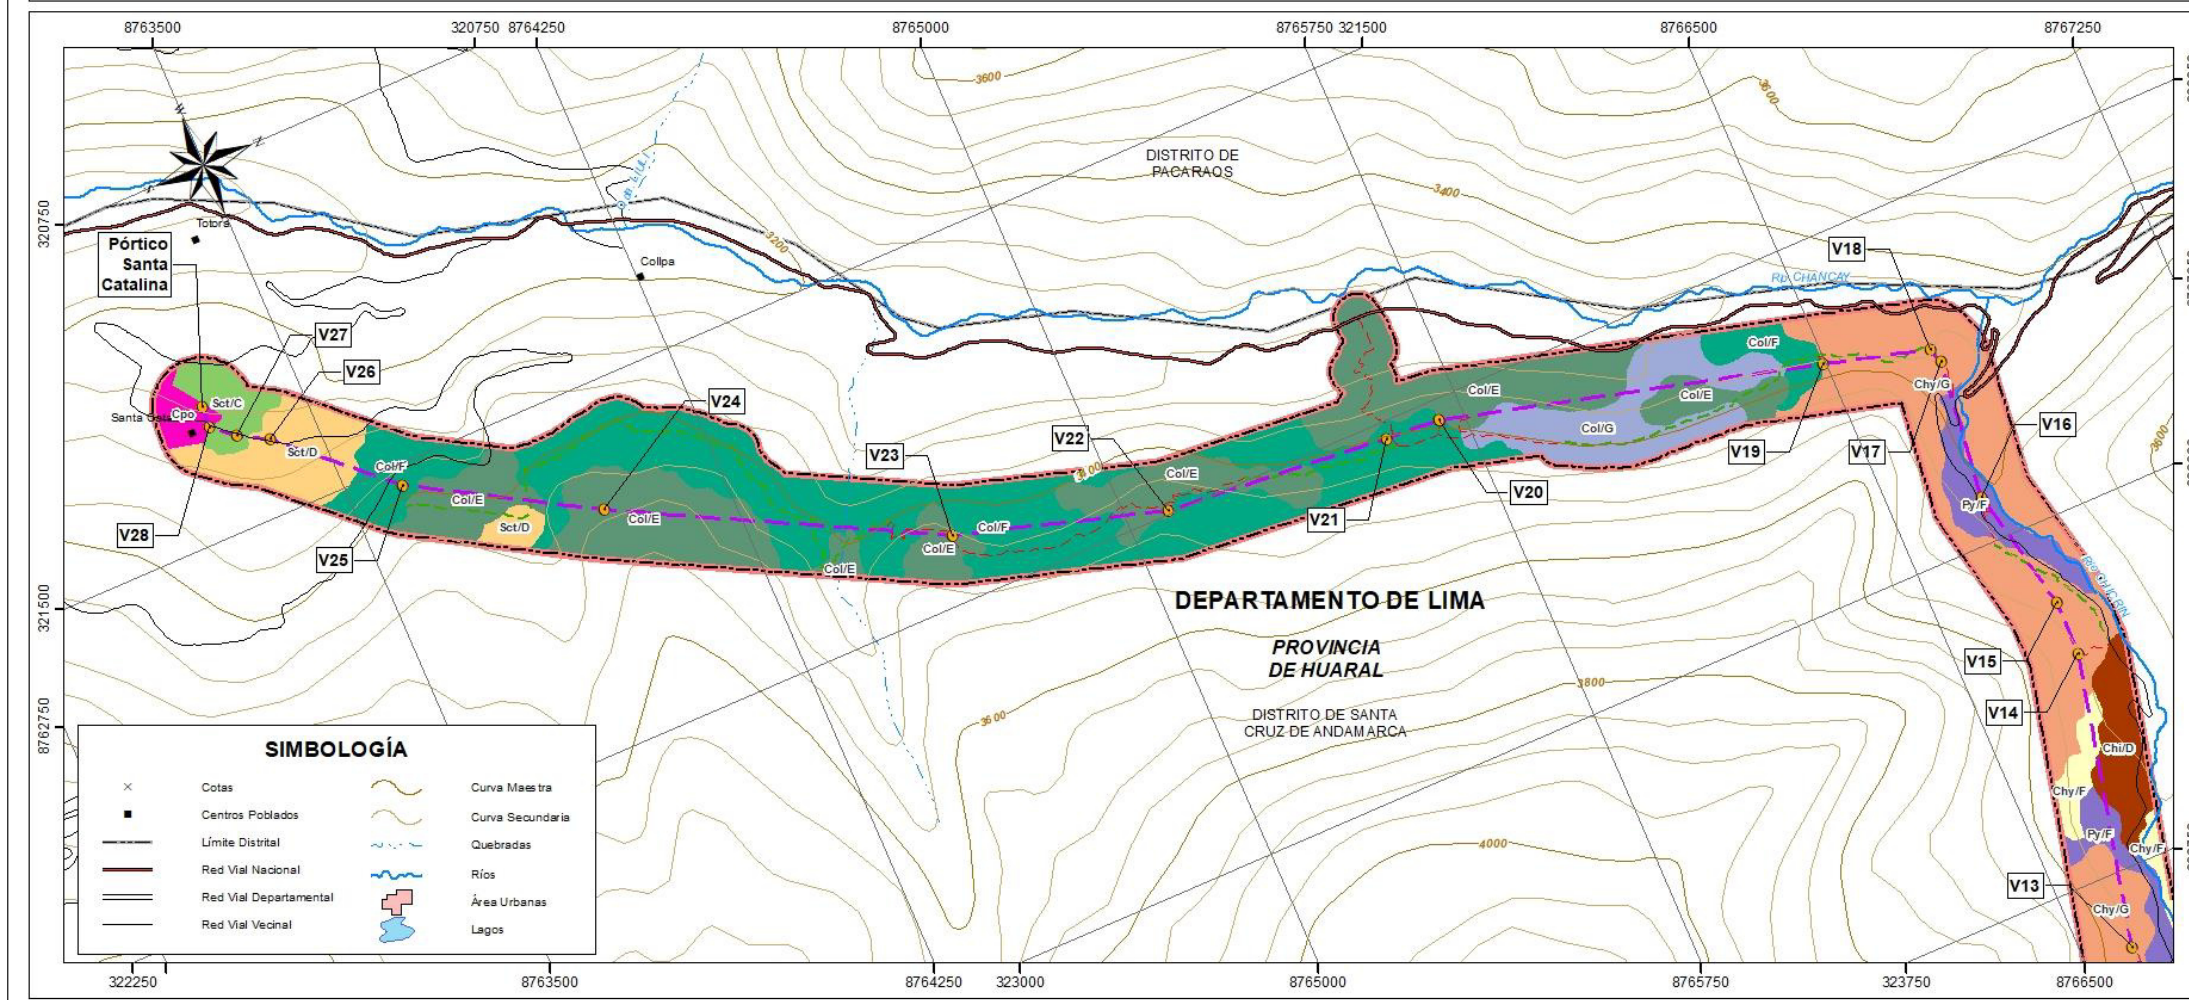 8763500
320750
8764250
8765000
8765750
321500
8766500
8767250
3600
3600
DISTRITO DE
PACARAOS
3400
W
N
Totora
320750
3200
Pórtico
Santa
Catalina
Collpa
V18
Río CHANCAY
V27
V26
V24
Col/F
Col/E
Col/E
Chy/G
Sct/C
Cpo
Col/G
V16
V22
V23
V19
V17
3600
Sct/D
Col/F
Col/E
3400
Col/E
V20
V21
Col/E
Sct/D
Col/F
Col/E
Py/F
V28
V25
Col/E
321500
DEPARTAMENTO DE LIMA
PROVINCIA
DE HUARAL
V15
3800
V14
DISTRITO DE SANTA
CRUZ DE ANDAMARCA
3600
8762750
Chi/D
Chy/F
Py/F
Chy/F
4000
V13
Chy/G
SIMBOLOGÍA
Cotas
Curva Maestra
Centros Poblados
Curva Secundaria
Límite Distrital
Quebradas
Red Vial Nacional
Ríos
Red Vial Departamental
Área Urbanas
Red Vial Vecinal
Lagos
322250
8763500
8764250
323000
8765000
8765750
323750
8766500